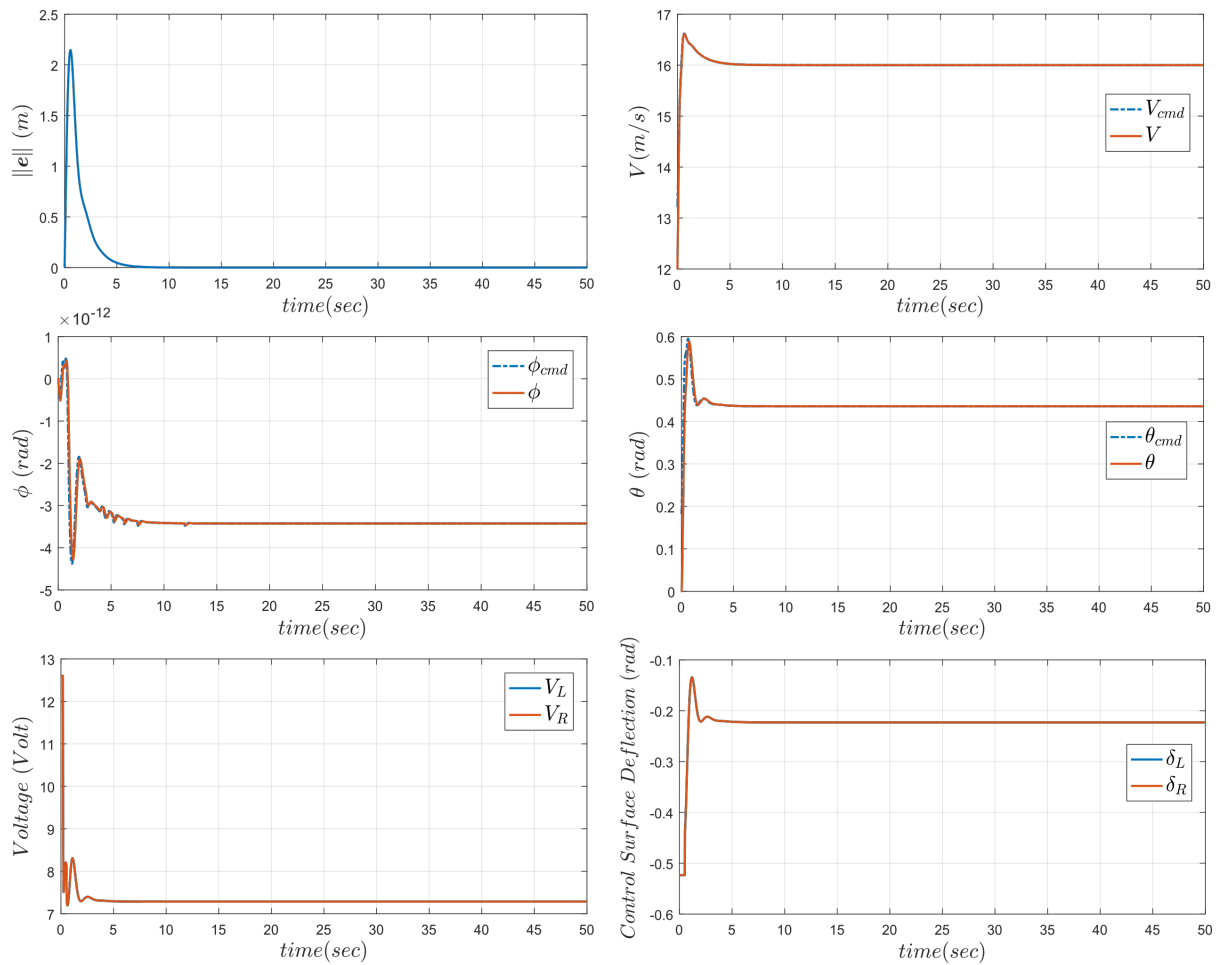 2.5
2
1.5
1
0.5
0
||e|| (m)
0 5 10 15 20 25 30 35 40 45 50
time(sec)
17
16
15
14
13
12
V(m/s)
V_cmd
V
0 5 10 15 20 25 30 35 40 45 50
time(sec)
×10^-12
1
0
-1
-2
-3
-4
-5
ϕ (rad)
ϕ_cmd
ϕ
0 5 10 15 20 25 30 35 40 45 50
time(sec)
0.6
0.5
0.4
0.3
0.2
0.1
0
θ (rad)
θ_cmd
θ
0 5 10 15 20 25 30 35 40 45 50
time(sec)
13
12
11
10
9
8
7
Voltage (Volt)
V_L
V_R
0 5 10 15 20 25 30 35 40 45 50
time(sec)
-0.1
-0.2
-0.3
-0.4
-0.5
-0.6
Control Surface Deflection (rad)
δ_L
δ_R
0 5 10 15 20 25 30 35 40 45 50
time(sec)